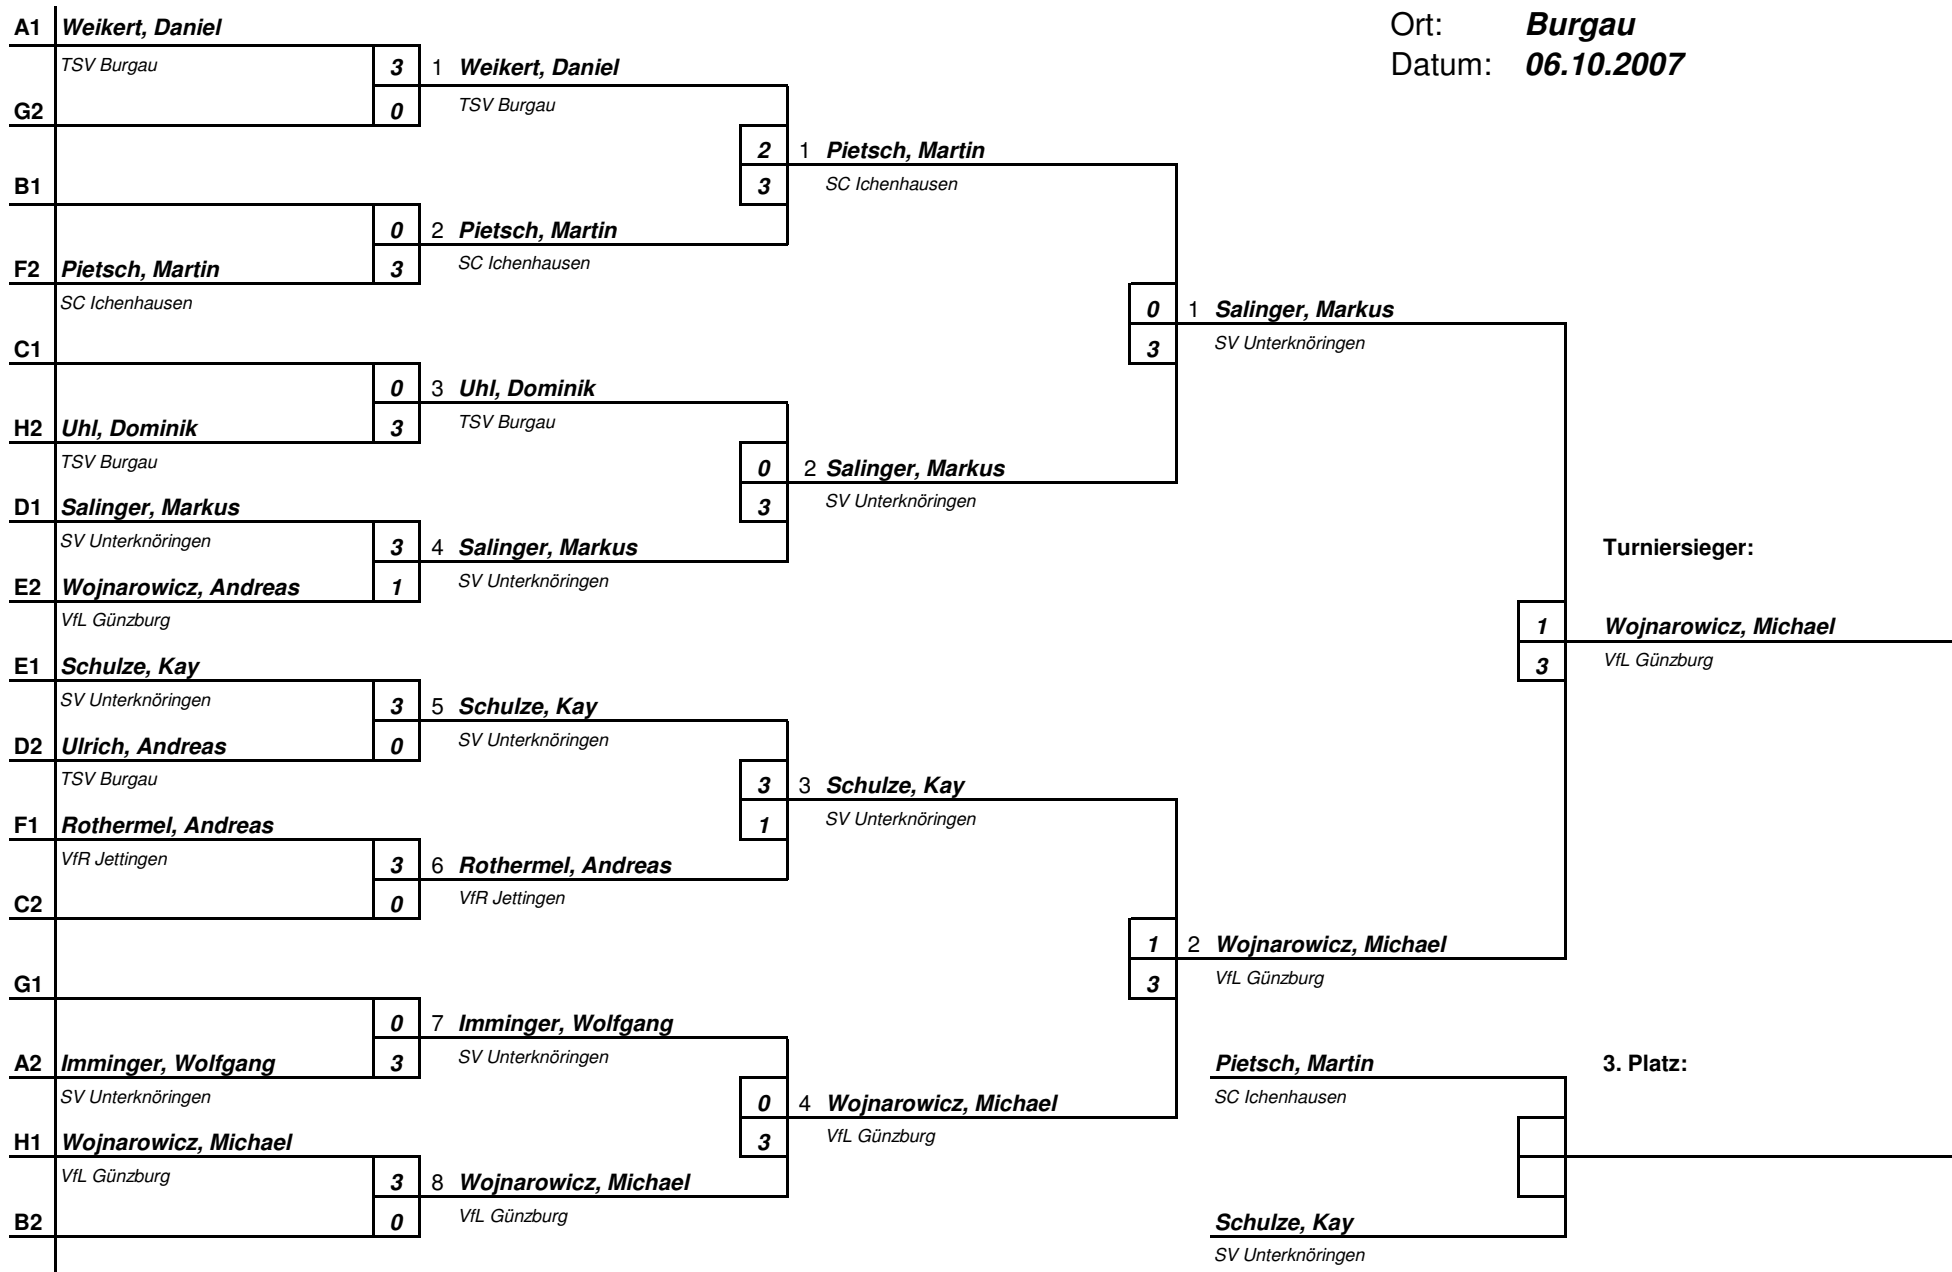 Ort: Burgau
Datum: 06.10.2007
A1 Weikert, Daniel
TSV Burgau
3 1 Weikert, Daniel
G2 0 TSV Burgau
2 1 Pietsch, Martin
B1 3 SC Ichenhausen
0 2 Pietsch, Martin
F2 Pietsch, Martin 3 SC Ichenhausen
SC Ichenhausen
0 1 Salinger, Markus
C1 3 SV Unterknöringen
0 3 Uhl, Dominik
H2 Uhl, Dominik 3 TSV Burgau
TSV Burgau
0 2 Salinger, Markus
D1 Salinger, Markus 3 SV Unterknöringen
SV Unterknöringen 3 4 Salinger, Markus Turniersieger:
E2 Wojnarowicz, Andreas 1 SV Unterknöringen
VfL Günzburg
1 Wojnarowicz, Michael
E1 Schulze, Kay 3 VfL Günzburg
SV Unterknöringen 3 5 Schulze, Kay
D2 Ulrich, Andreas 0 SV Unterknöringen
TSV Burgau
3 3 Schulze, Kay
F1 Rothermel, Andreas 1 SV Unterknöringen
VfR Jettingen 3 6 Rothermel, Andreas
C2 0 VfR Jettingen
1 2 Wojnarowicz, Michael
G1 3 VfL Günzburg
0 7 Imminger, Wolfgang
A2 Imminger, Wolfgang 3 SV Unterknöringen Pietsch, Martin 3. Platz:
SV Unterknöringen SC Ichenhausen
0 4 Wojnarowicz, Michael
H1 Wojnarowicz, Michael 3 VfL Günzburg
VfL Günzburg 3 8 Wojnarowicz, Michael
B2 0 VfL Günzburg Schulze, Kay
SV Unterknöringen